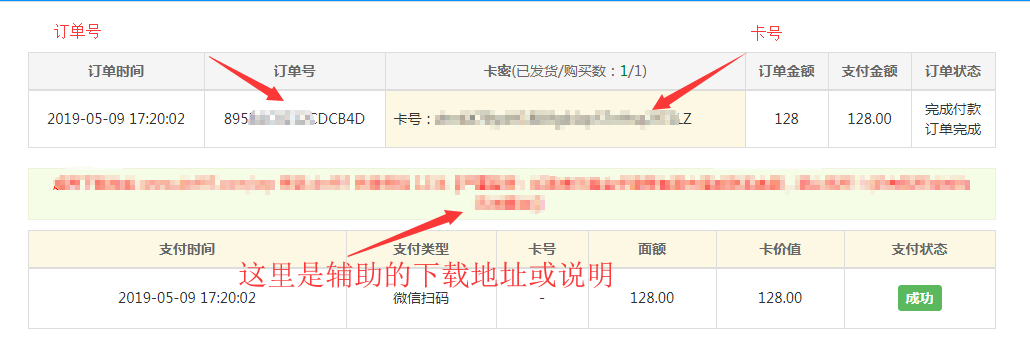 订单号
卡号
订单时间 订单号 卡密(已发货/购买数：1/1) 订单金额 支付金额 订单状态
2019-05-09 17:20:02 895 CDCB4D 卡号： LZ 128 128.00 完成付款
订单完成
支付时间 支付类型 卡号 面额 卡价值 支付状态
这里是辅助的下载地址或说明
2019-05-09 17:20:02 微信扫码 - 128.00 128.00 成功